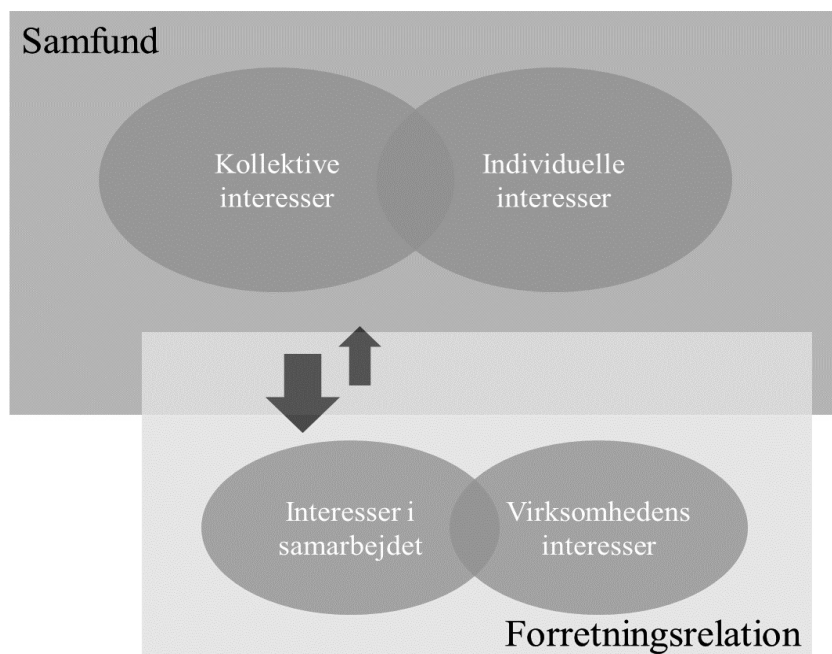 Samfund
Kollektive
interesser
Individuelle
interesser
Interesser i
samarbejdet
Virksomhedens
interesser
Forretningsrelation